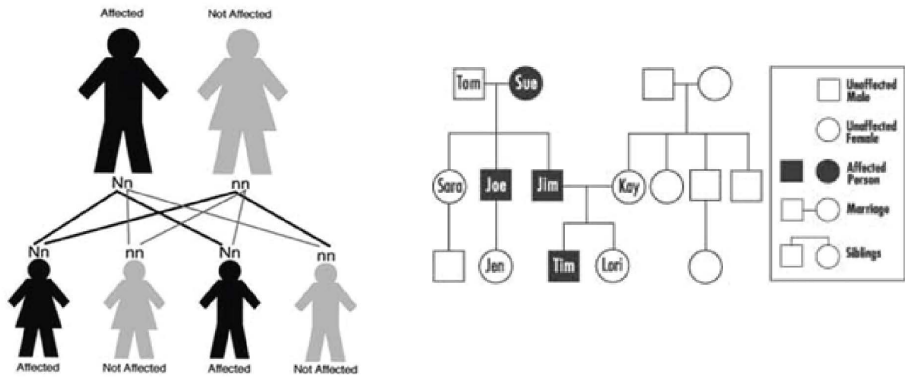 Affected Not Affected
Nn nn
Nn nn Nn nn
Affected Not Affected Affected Not Affected
Tom Sue
Sara Joe Jim Kay
Jen Tim Lori
Unaffected
Male
Unaffected
Female
Affected
Person
Marriage
Siblings